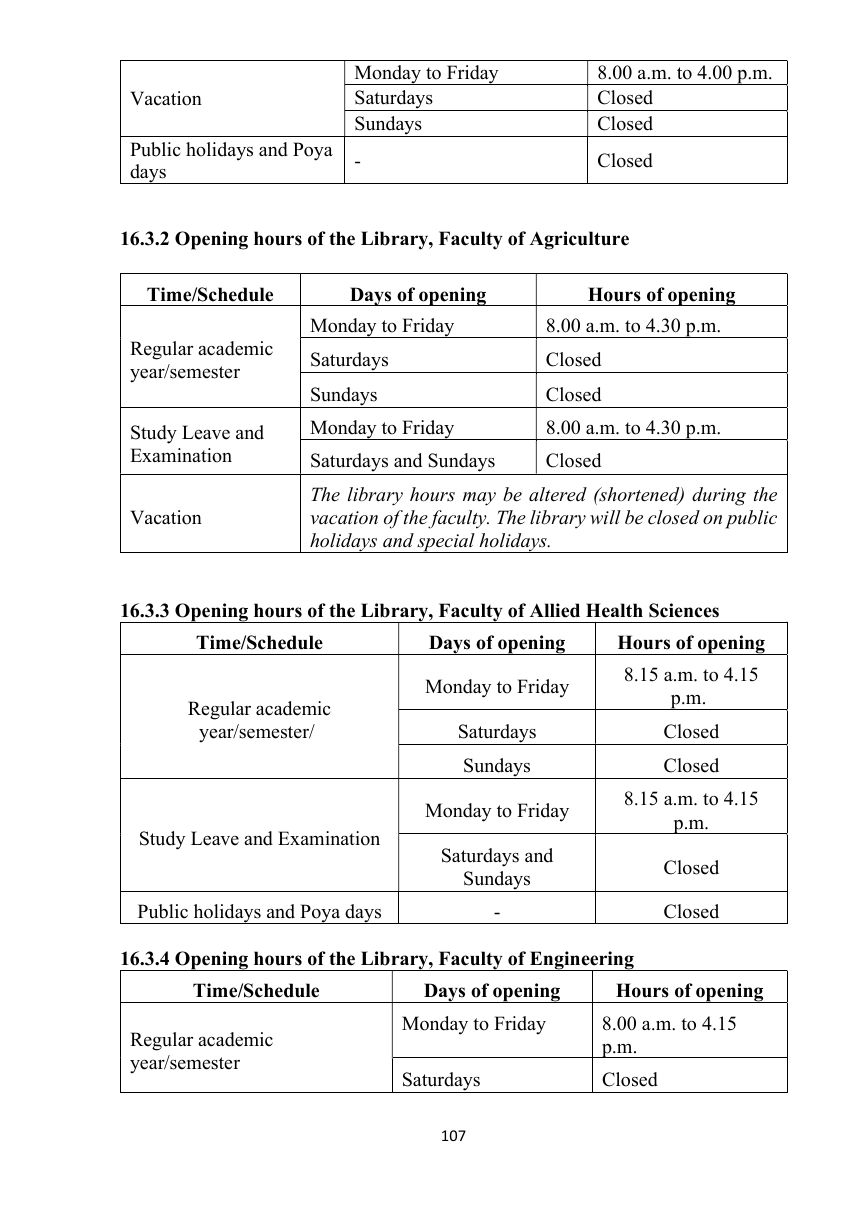 Vacation
Monday to Friday 8.00 a.m. to 4.00 p.m.
Saturdays Closed
Sundays Closed
Public holidays and Poya
days
- Closed
16.3.2 Opening hours of the Library, Faculty of Agriculture
Time/Schedule Days of opening Hours of opening
Regular academic
year/semester
Monday to Friday 8.00 a.m. to 4.30 p.m.
Saturdays Closed
Sundays Closed
Study Leave and
Examination
Monday to Friday 8.00 a.m. to 4.30 p.m.
Saturdays and Sundays Closed
Vacation
The library hours may be altered (shortened) during the
vacation of the faculty. The library will be closed on public
holidays and special holidays.
16.3.3 Opening hours of the Library, Faculty of Allied Health Sciences
Time/Schedule Days of opening Hours of opening
Regular academic
year/semester/
Monday to Friday
8.15 a.m. to 4.15
p.m.
Saturdays Closed
Sundays Closed
Study Leave and Examination
Monday to Friday
8.15 a.m. to 4.15
p.m.
Saturdays and
Sundays
Closed
Public holidays and Poya days - Closed
16.3.4 Opening hours of the Library, Faculty of Engineering
Time/Schedule Days of opening Hours of opening
Regular academic
year/semester
Monday to Friday
8.00 a.m. to 4.15
p.m.
Saturdays Closed
107